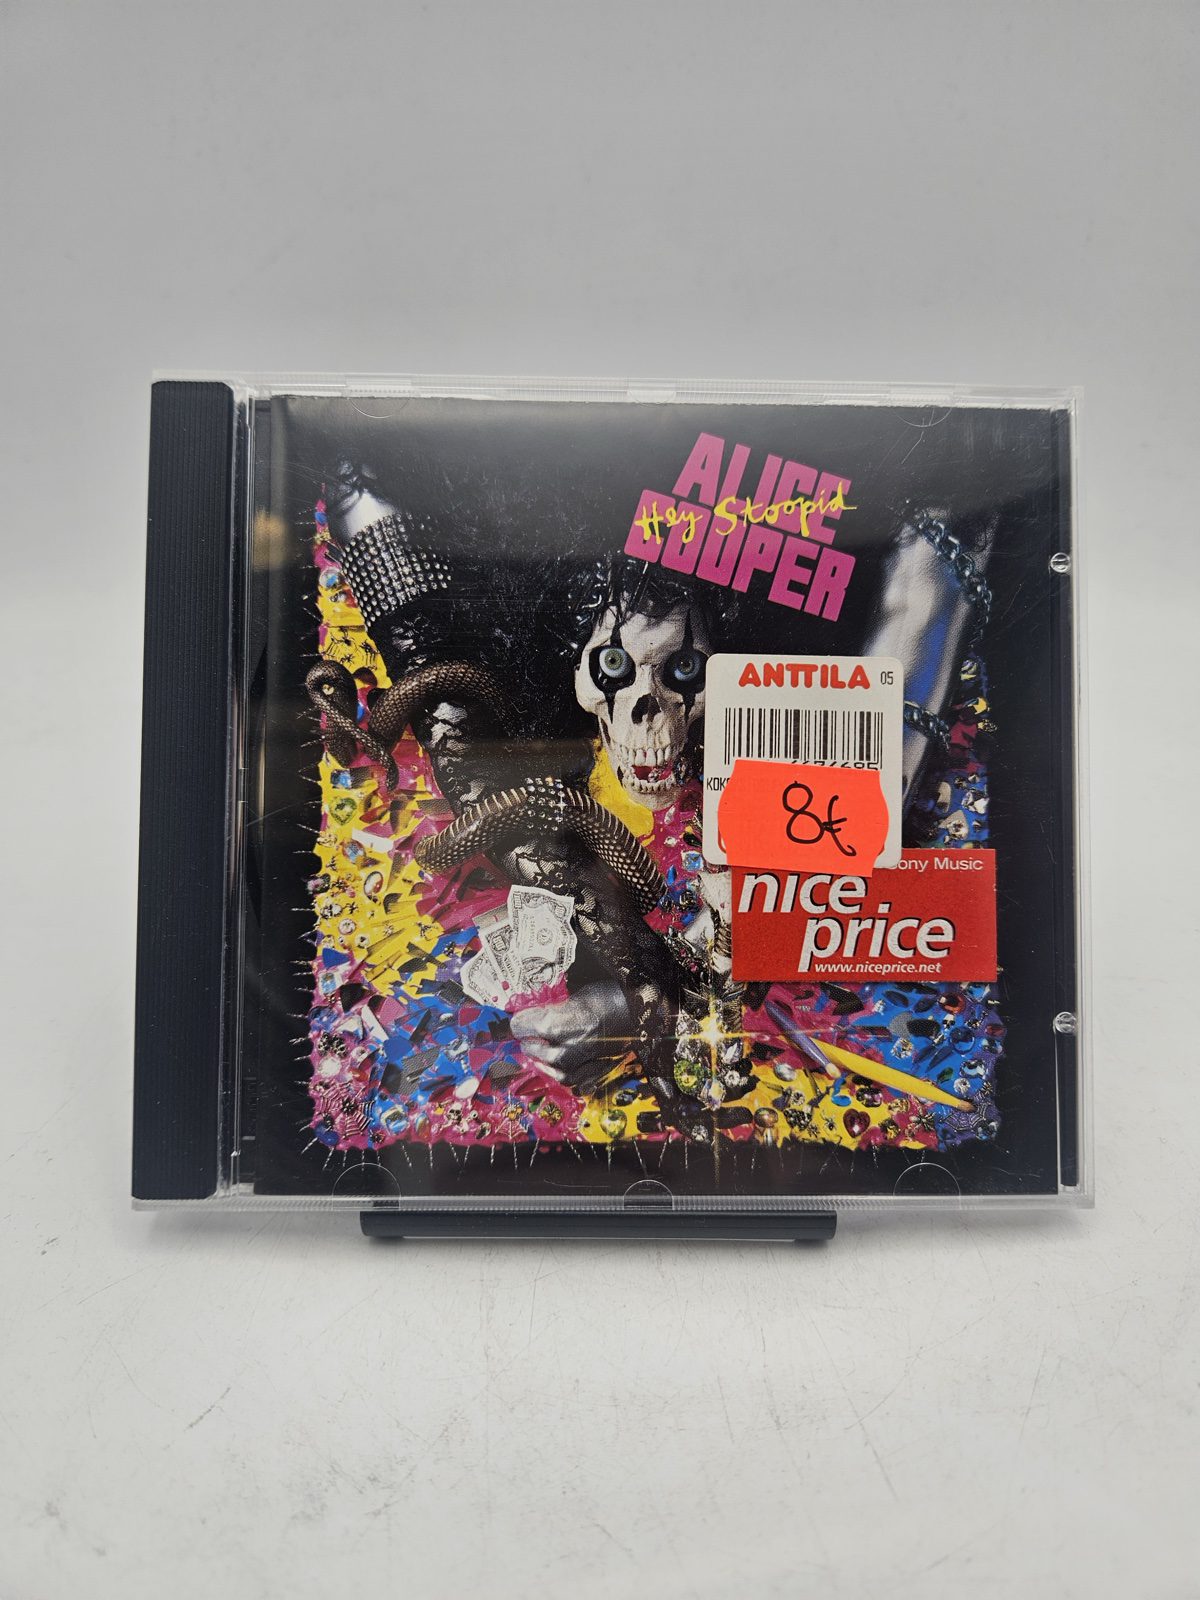 ALICE
Hey Stoopid
COOPER
ANTTILA 05
8€
Sony Music
nice
price
www.niceprice.net